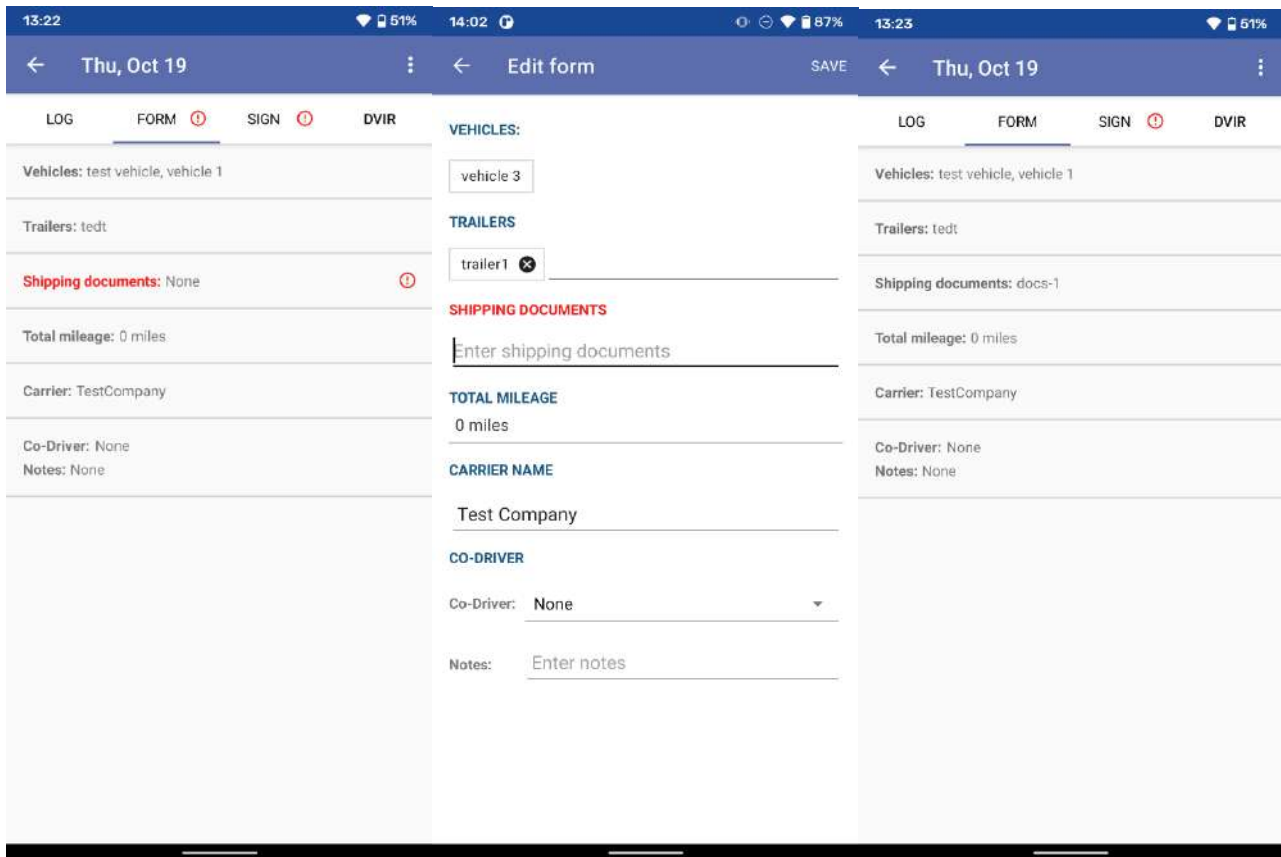 13:22
51%
Thu, Oct 19
LOG FORM SIGN DVIR
Vehicles: test vehicle, vehicle 1
Trailers: tedt
Shipping documents: None
Total mileage: 0 miles
Carrier: TestCompany
Co-Driver: None
Notes: None
14:02
87%
Edit form SAVE
VEHICLES:
vehicle 3
TRAILERS
trailer1
SHIPPING DOCUMENTS
Enter shipping documents
TOTAL MILEAGE
0 miles
CARRIER NAME
Test Company
CO-DRIVER
Co-Driver: None
Notes: Enter notes
13:23
51%
Thu, Oct 19
LOG FORM SIGN DVIR
Vehicles: test vehicle, vehicle 1
Trailers: tedt
Shipping documents: docs-1
Total mileage: 0 miles
Carrier: TestCompany
Co-Driver: None
Notes: None